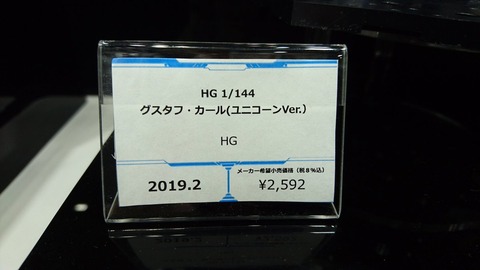 HG 1/144
グスタフ・カール(ユニコーンVer.)
HG
2019.2
メーカー希望小売価格(税8%込)
¥2,592